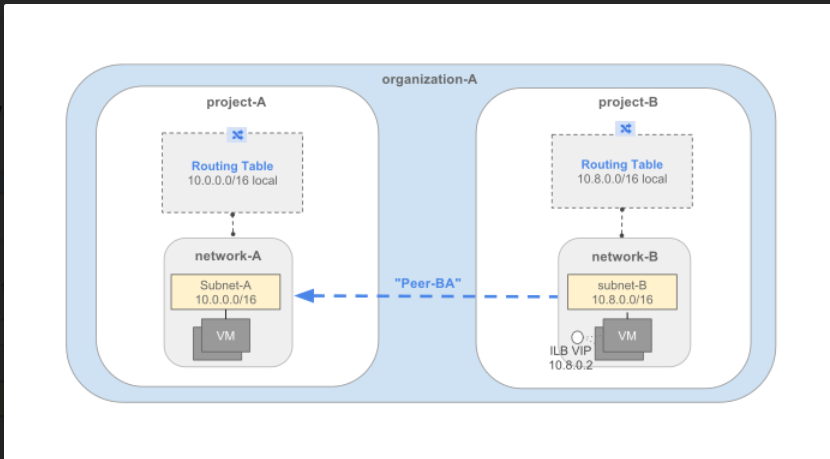 organization-A
project-A
Routing Table
10.0.0.0/16 local
network-A
Subnet-A
10.0.0.0/16
VM
"Peer-BA"
project-B
Routing Table
10.8.0.0/16 local
network-B
subnet-B
10.8.0.0/16
VM
ILB VIP
10.8.0.2